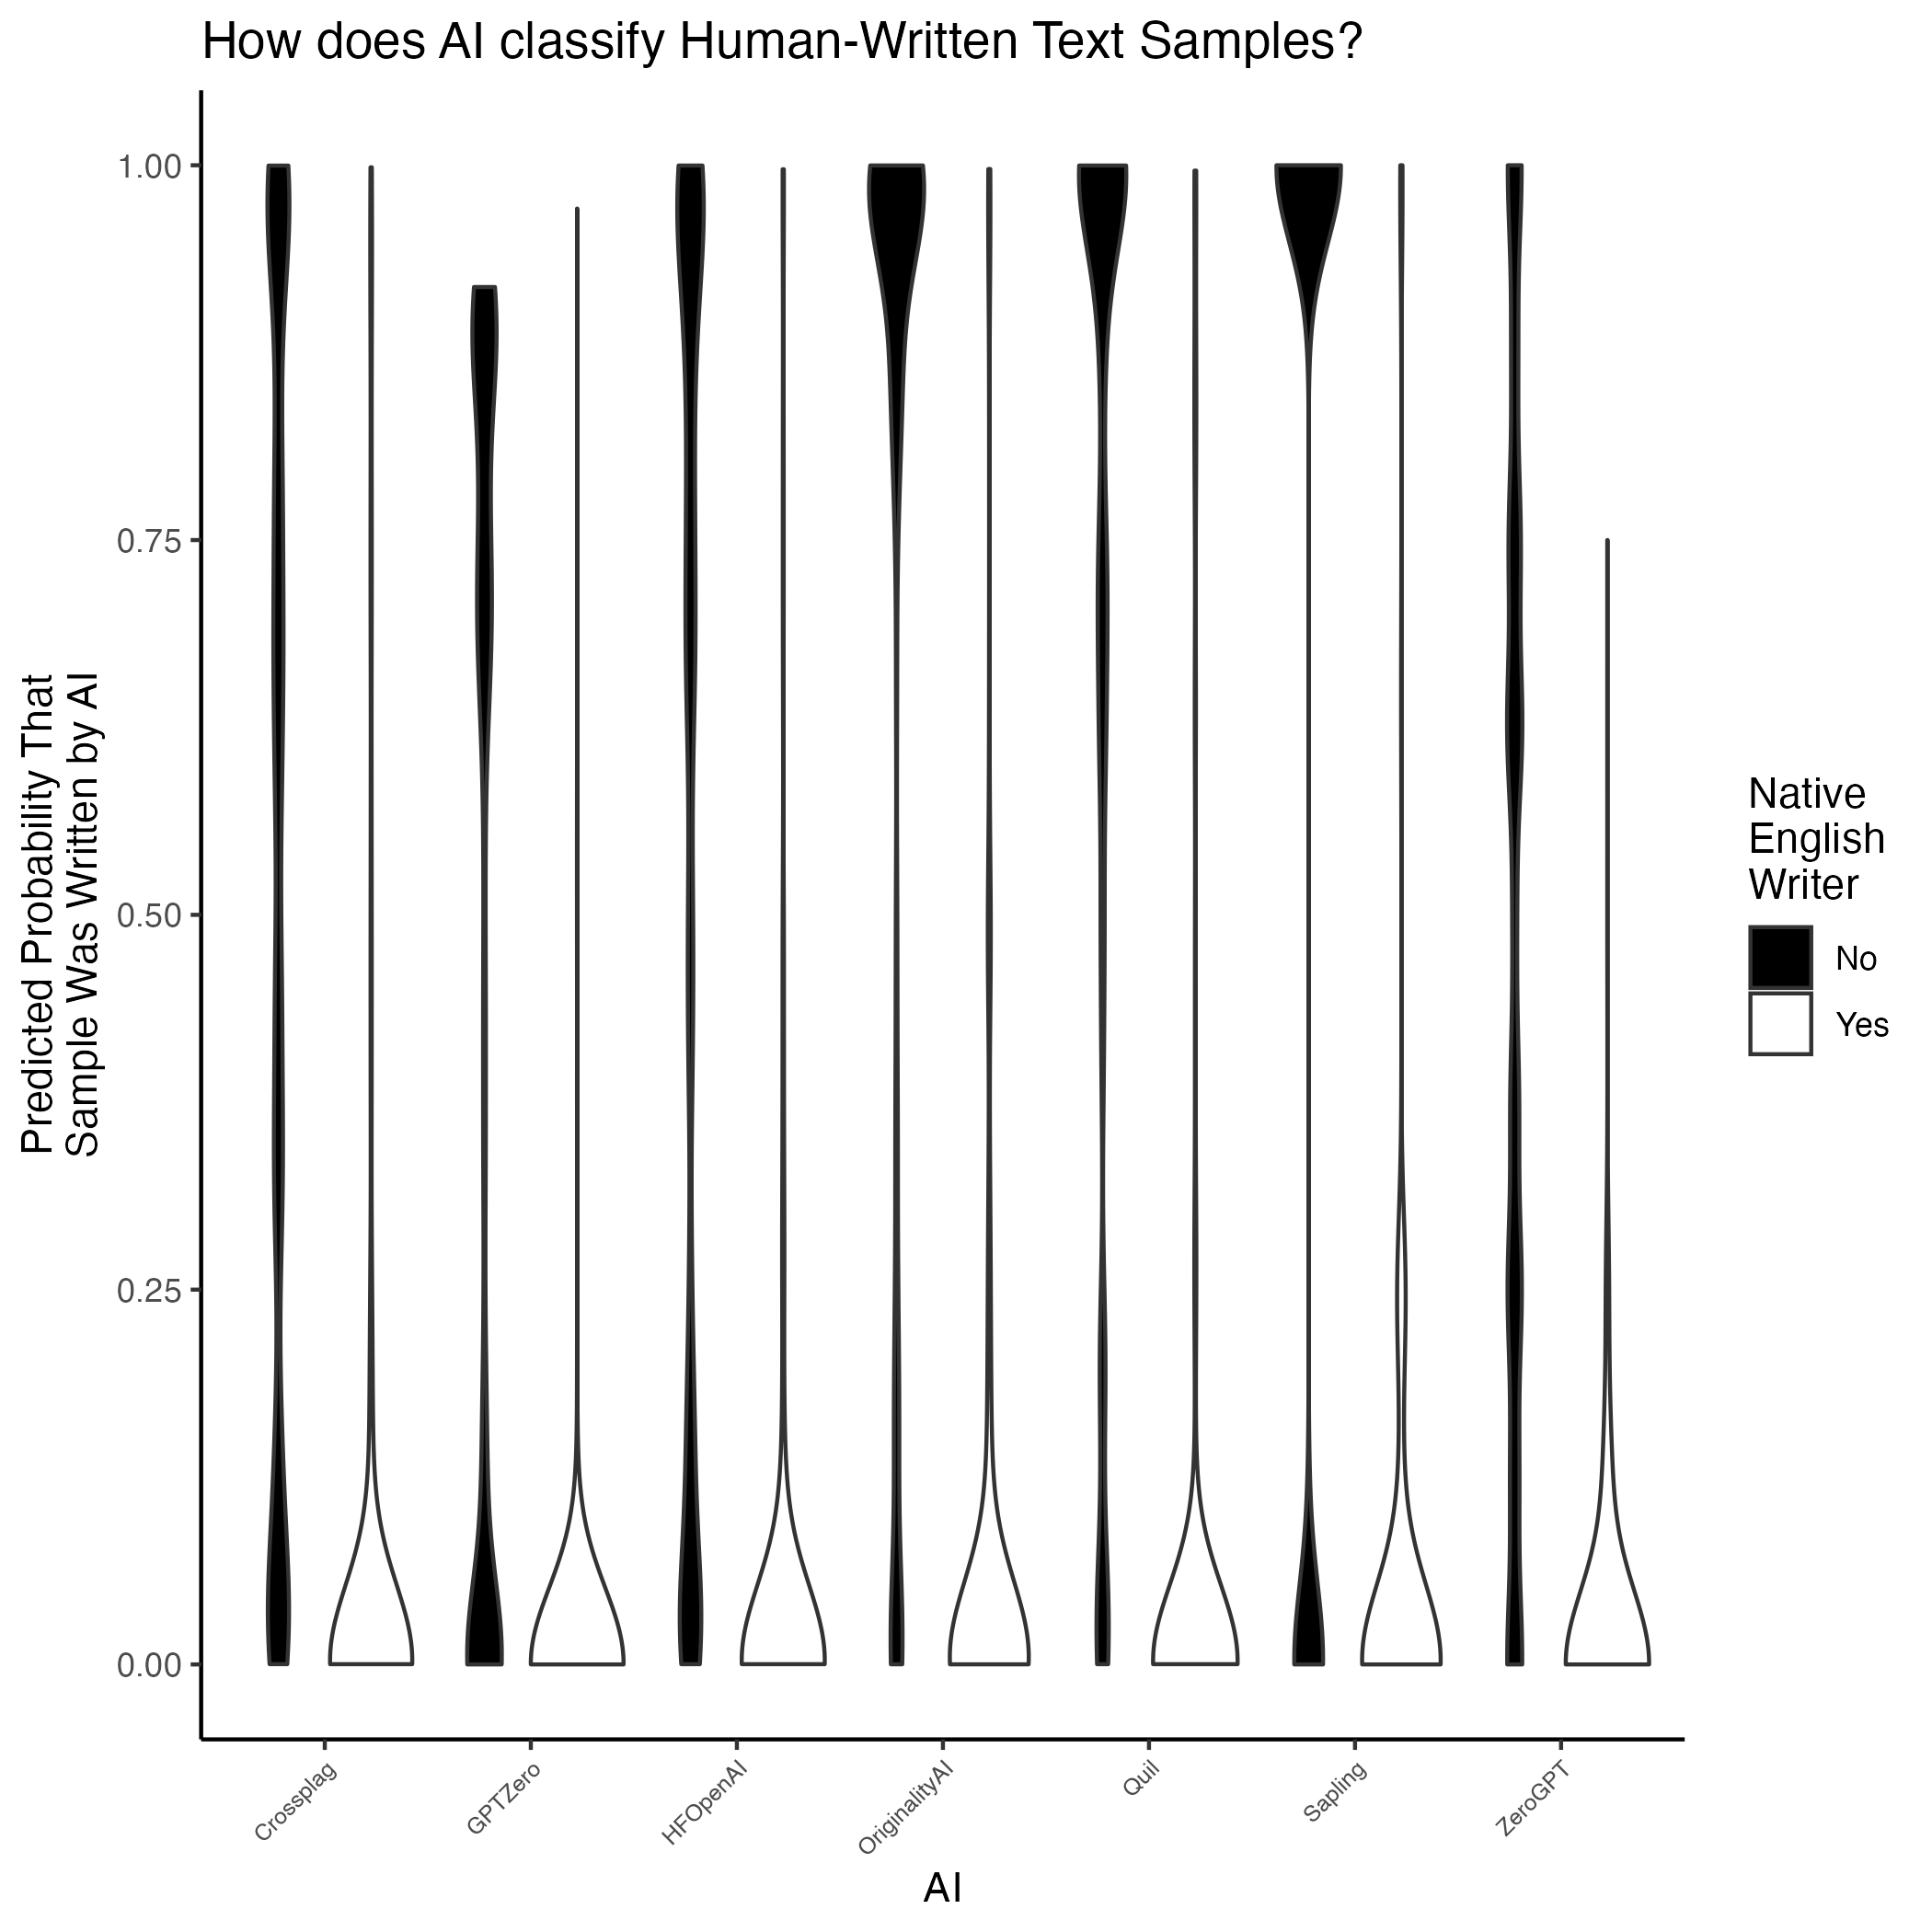 How does AI classify Human-Written Text Samples?
Predicted Probability That
Sample Was Written by AI
1.00
0.75
0.50
0.25
0.00
Crossplag
GPTZero
HFOpenAI
OriginalityAI
Quil
Sapling
ZeroGPT
AI
Native
English
Writer
No
Yes